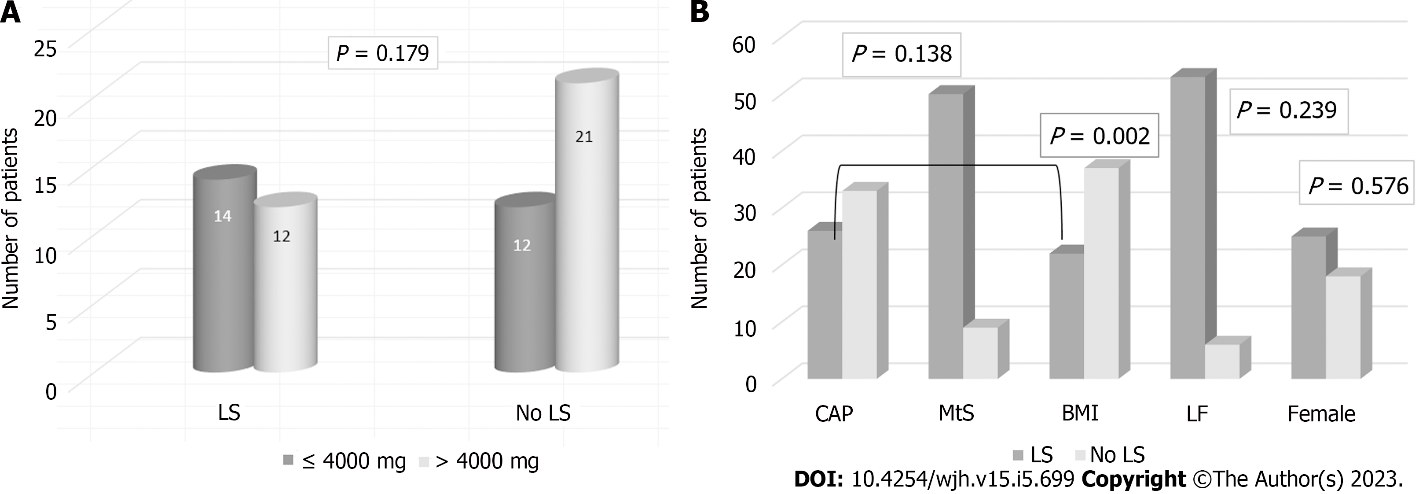 A
Number of patients
25
20
15
10
5
0
P = 0.179
14
12
12
21
LS
No LS
≤ 4000 mg
> 4000 mg
B
Number of patients
60
50
40
30
20
10
0
P = 0.138
P = 0.002
P = 0.239
P = 0.576
CAP
MtS
BMI
LF
Female
LS
No LS
DOI: 10.4254/wjh.v15.i5.699 Copyright ©The Author(s) 2023.